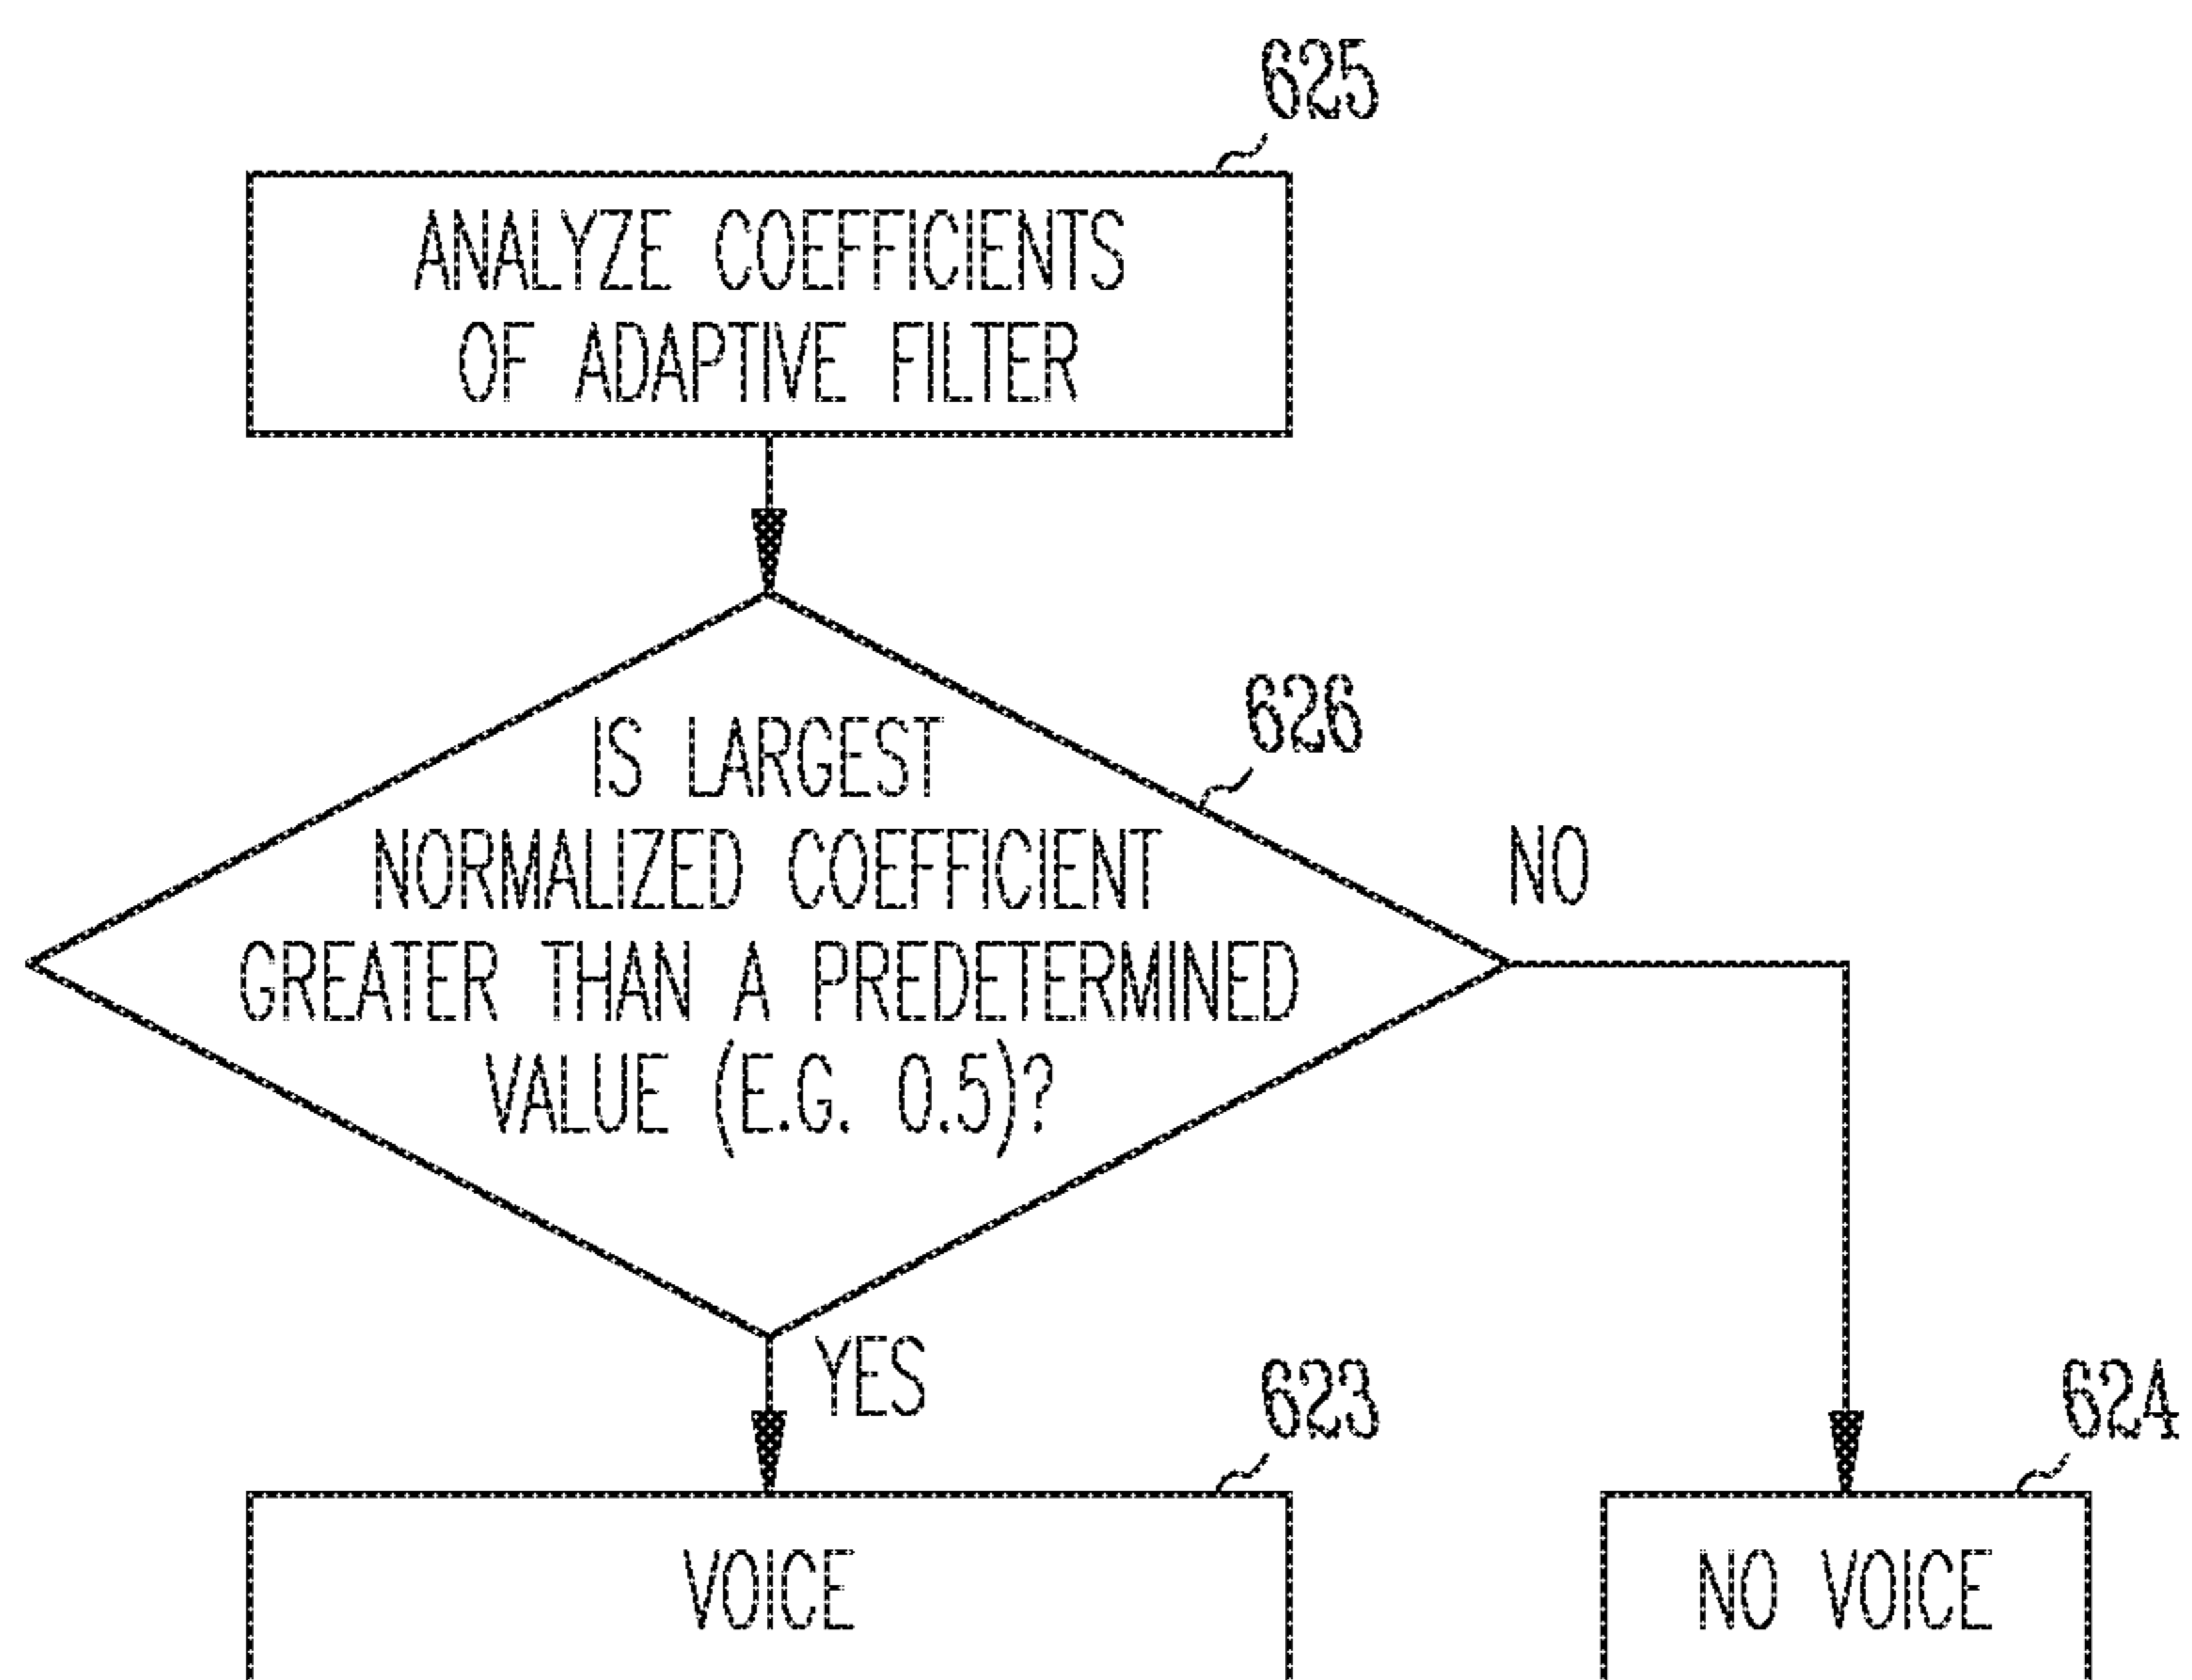 625
ANALYZE COEFFICIENTS
OF ADAPTIVE FILTER
626
IS LARGEST
NORMALIZED COEFFICIENT
GREATER THAN A PREDETERMINED
VALUE (E.G. 0.5)?
NO
YES
623
624
VOICE
NO VOICE